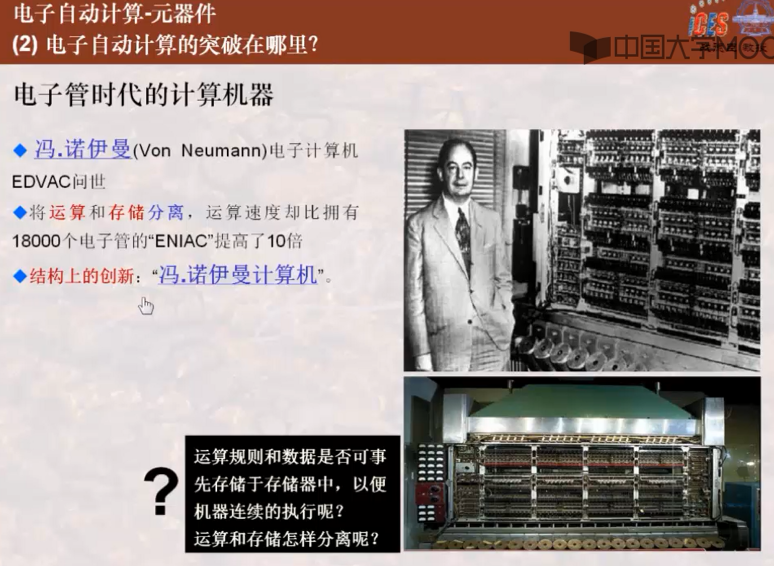 电子自动计算-元器件
(2) 电子自动计算的突破在哪里?
中国大学MOC
电子管时代的计算机器
冯.诺伊曼(Von Neumann)电子计算机
EDVAC问世
将运算和存储分离，运算速度却比拥有
18000个电子管的“ENIAC”提高了10倍
结构上的创新：“冯.诺伊曼计算机”。
?
运算规则和数据是否可事
先存储于存储器中，以便
机器连续的执行呢?
运算和存储怎样分离呢?